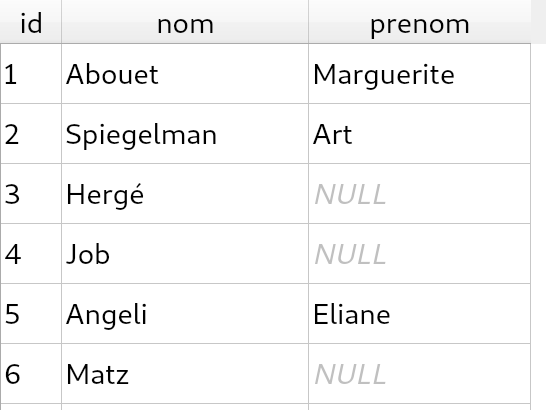 id nom prenom
1 Abouet Marguerite
2 Spiegelman Art
3 Hergé NULL
4 Job NULL
5 Angeli Eliane
6 Matz NULL